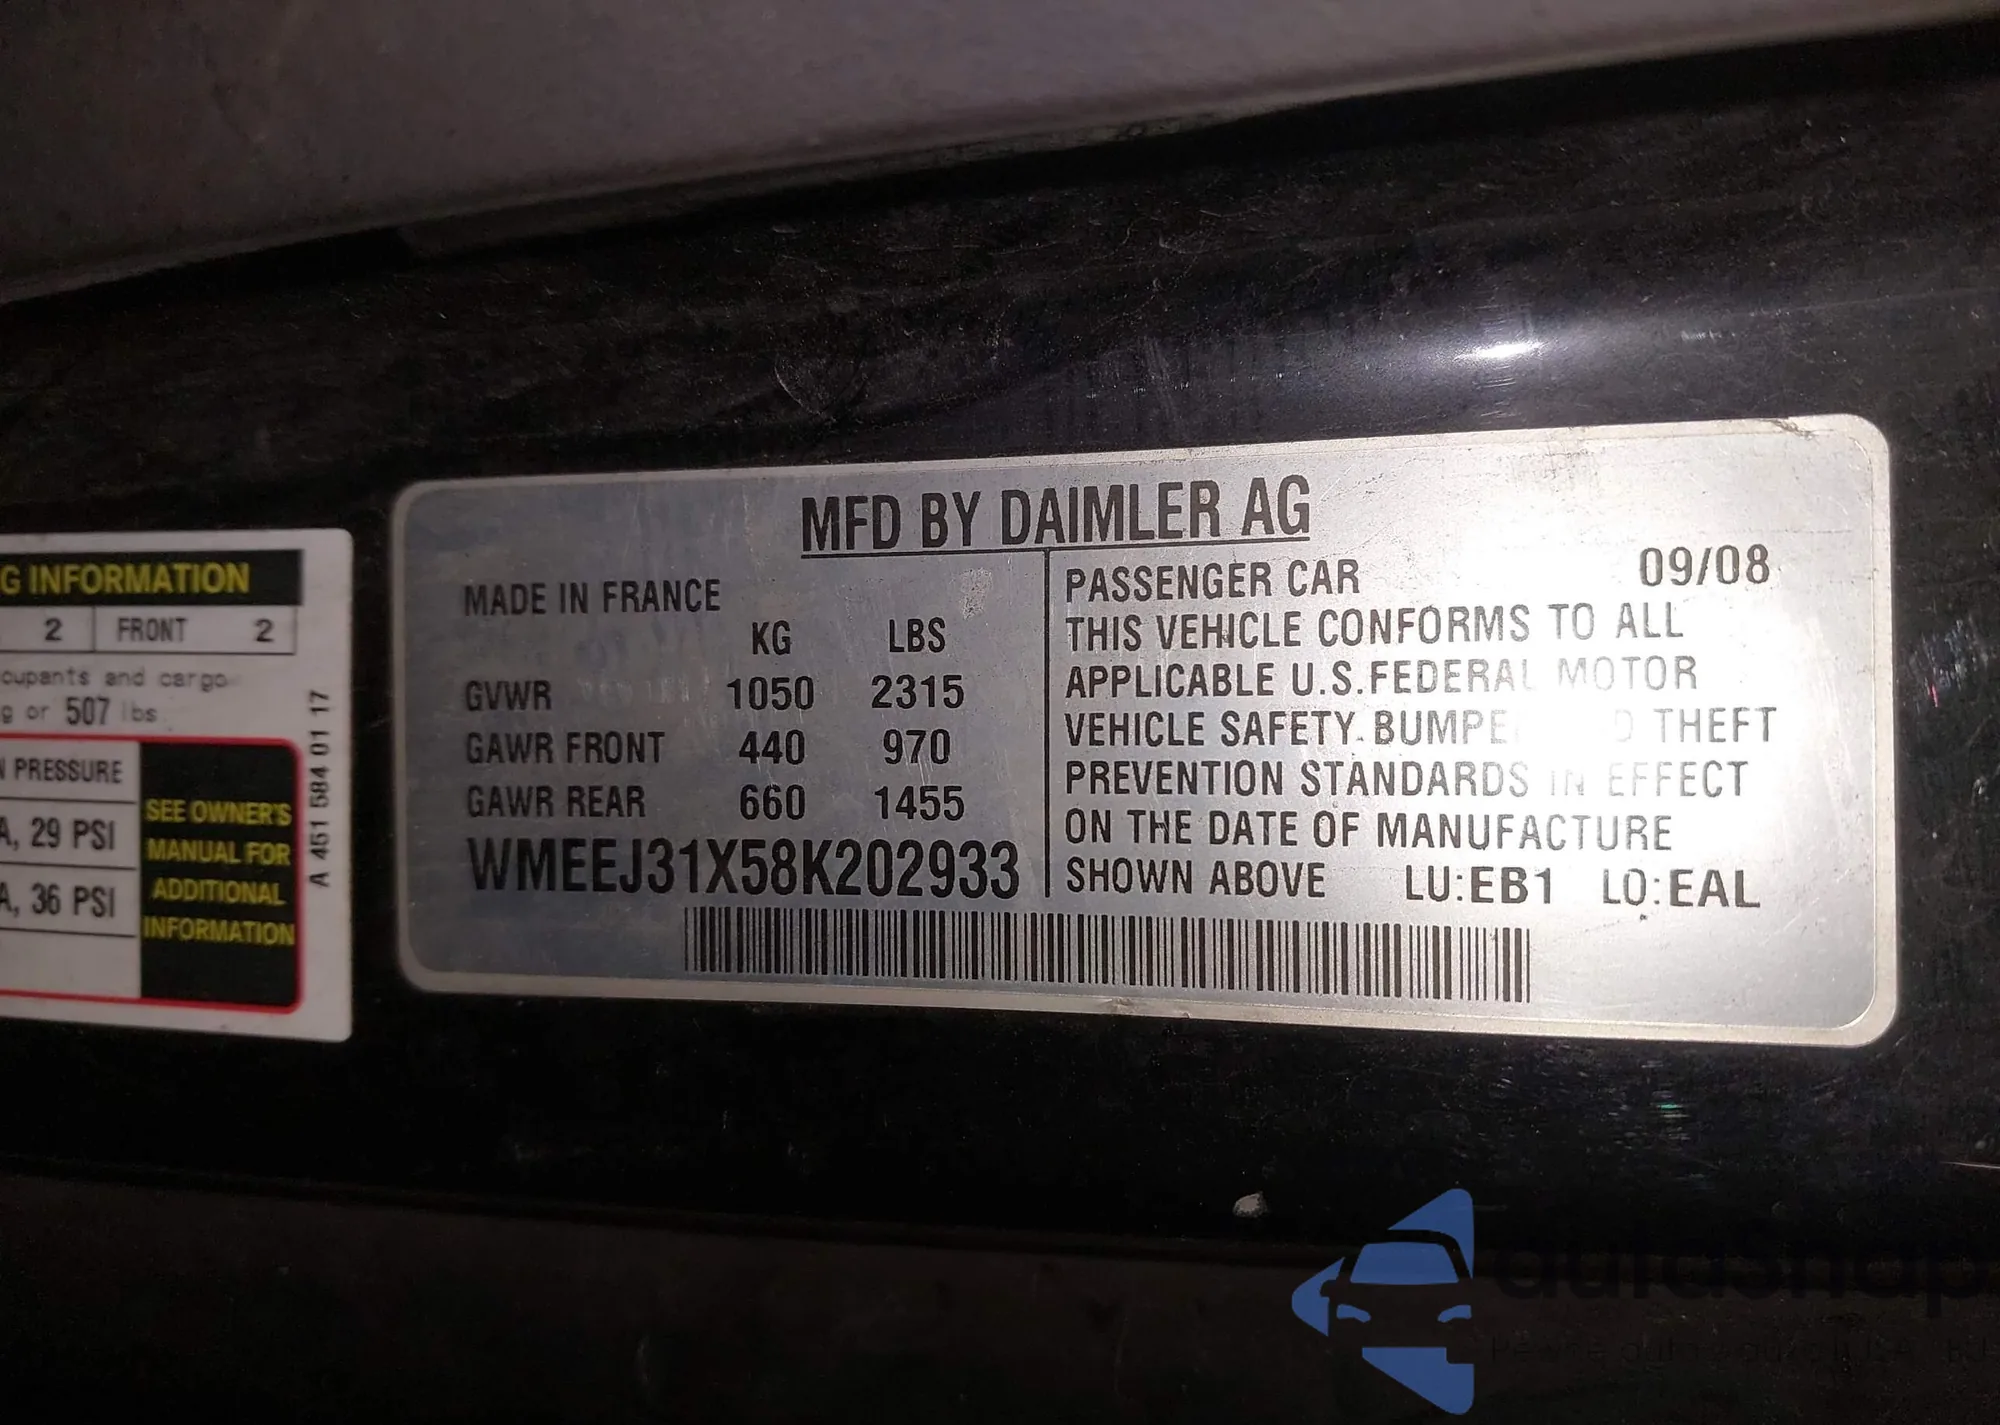 G INFORMATION
2 FRONT 2
cupants and cargo
g or 507 lbs
N PRESSURE
A, 29 PSI
A, 36 PSI
SEE OWNER'S
MANUAL FOR
ADDITIONAL
INFORMATION
A 451 584 01 17
MFD BY DAIMLER AG
MADE IN FRANCE
KG LBS
GVWR 1050 2315
GAWR FRONT 440 970
GAWR REAR 660 1455
WMEEJ31X58K202933
PASSENGER CAR 09/08
THIS VEHICLE CONFORMS TO ALL
APPLICABLE U.S.FEDERAL MOTOR
VEHICLE SAFETY. BUMPE D THEFT
PREVENTION STANDARDS IN EFFECT
ON THE DATE OF MANUFACTURE
SHOWN ABOVE LU:EB1 LO:EAL
autosnap